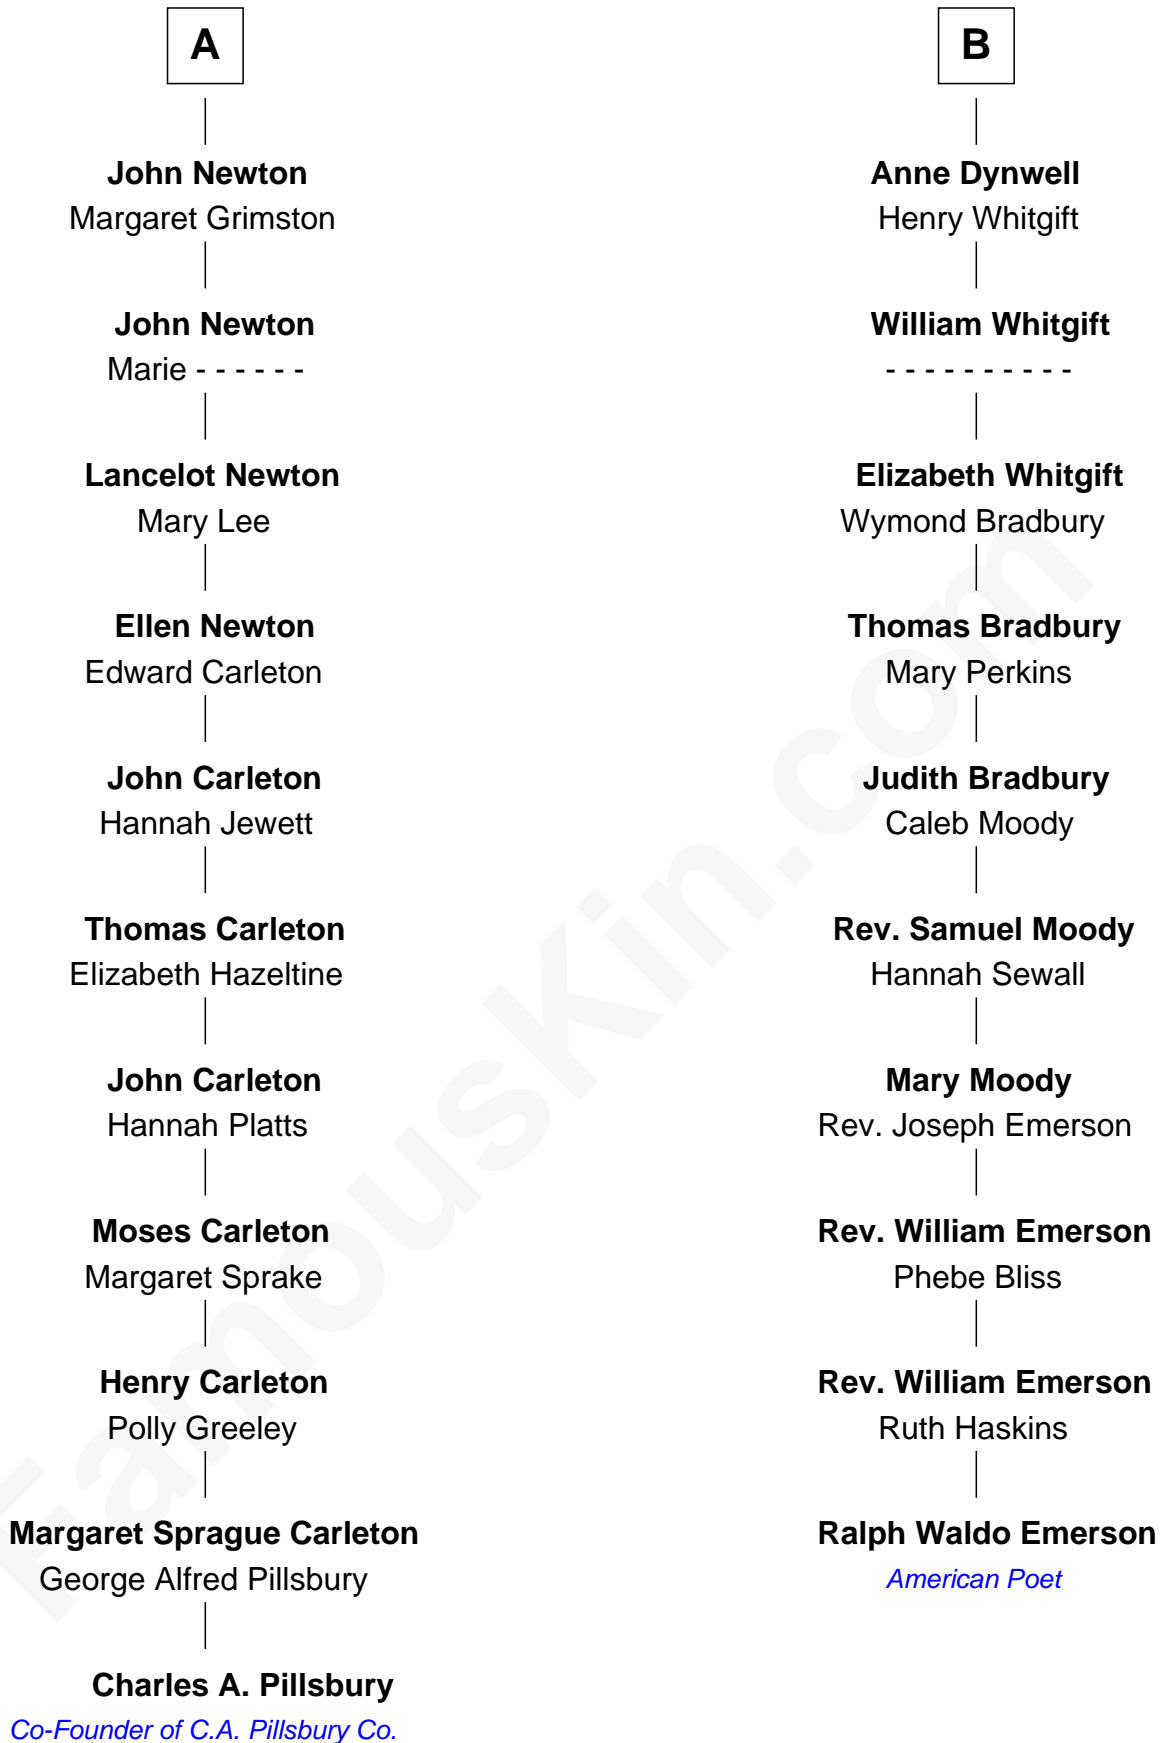 A
John Newton
Margaret Grimston
John Newton
Marie - - - - - -
Lancelot Newton
Mary Lee
Ellen Newton
Edward Carleton
John Carleton
Hannah Jewett
Thomas Carleton
Elizabeth Hazeltine
John Carleton
Hannah Platts
Moses Carleton
Margaret Sprake
Henry Carleton
Polly Greeley
Margaret Sprague Carleton
George Alfred Pillsbury
Charles A. Pillsbury
Co-Founder of C.A. Pillsbury Co.
B
Anne Dynwell
Henry Whitgift
William Whitgift
- - - - - - - - - -
Elizabeth Whitgift
Wymond Bradbury
Thomas Bradbury
Mary Perkins
Judith Bradbury
Caleb Moody
Rev. Samuel Moody
Hannah Sewall
Mary Moody
Rev. Joseph Emerson
Rev. William Emerson
Phebe Bliss
Rev. William Emerson
Ruth Haskins
Ralph Waldo Emerson
American Poet
FamousKin.com